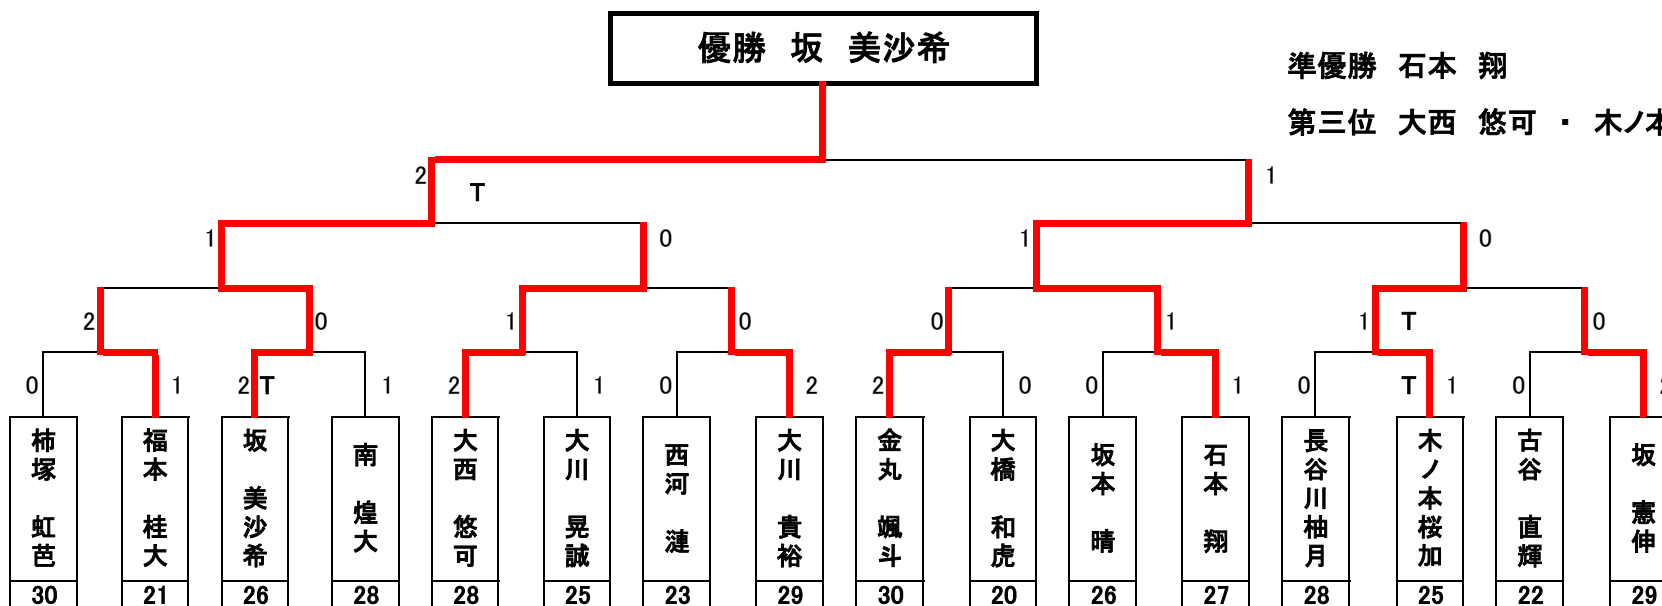 優勝 坂 美沙希
準優勝 石本 翔
第三位 大西 悠可 ・ 木ノ本
2 T 1
1 0 1 0
2 0 1 0 0 1 1 T 0
0 1 2 T 1 2 1 0 2 2 0 0 1 0 T 1 0
柿塚 虹芭
福本 桂大
坂 美沙希
南 煌大
大西 悠可
大川 晃誠
西河 漣
大川 貴裕
金丸 颯斗
大橋 和虎
坂本 晴
石本 翔
長谷川柚月
木ノ本桜加
古谷 直輝
坂 憲伸
30 21 26 28 28 25 23 29 30 20 26 27 28 25 22 29